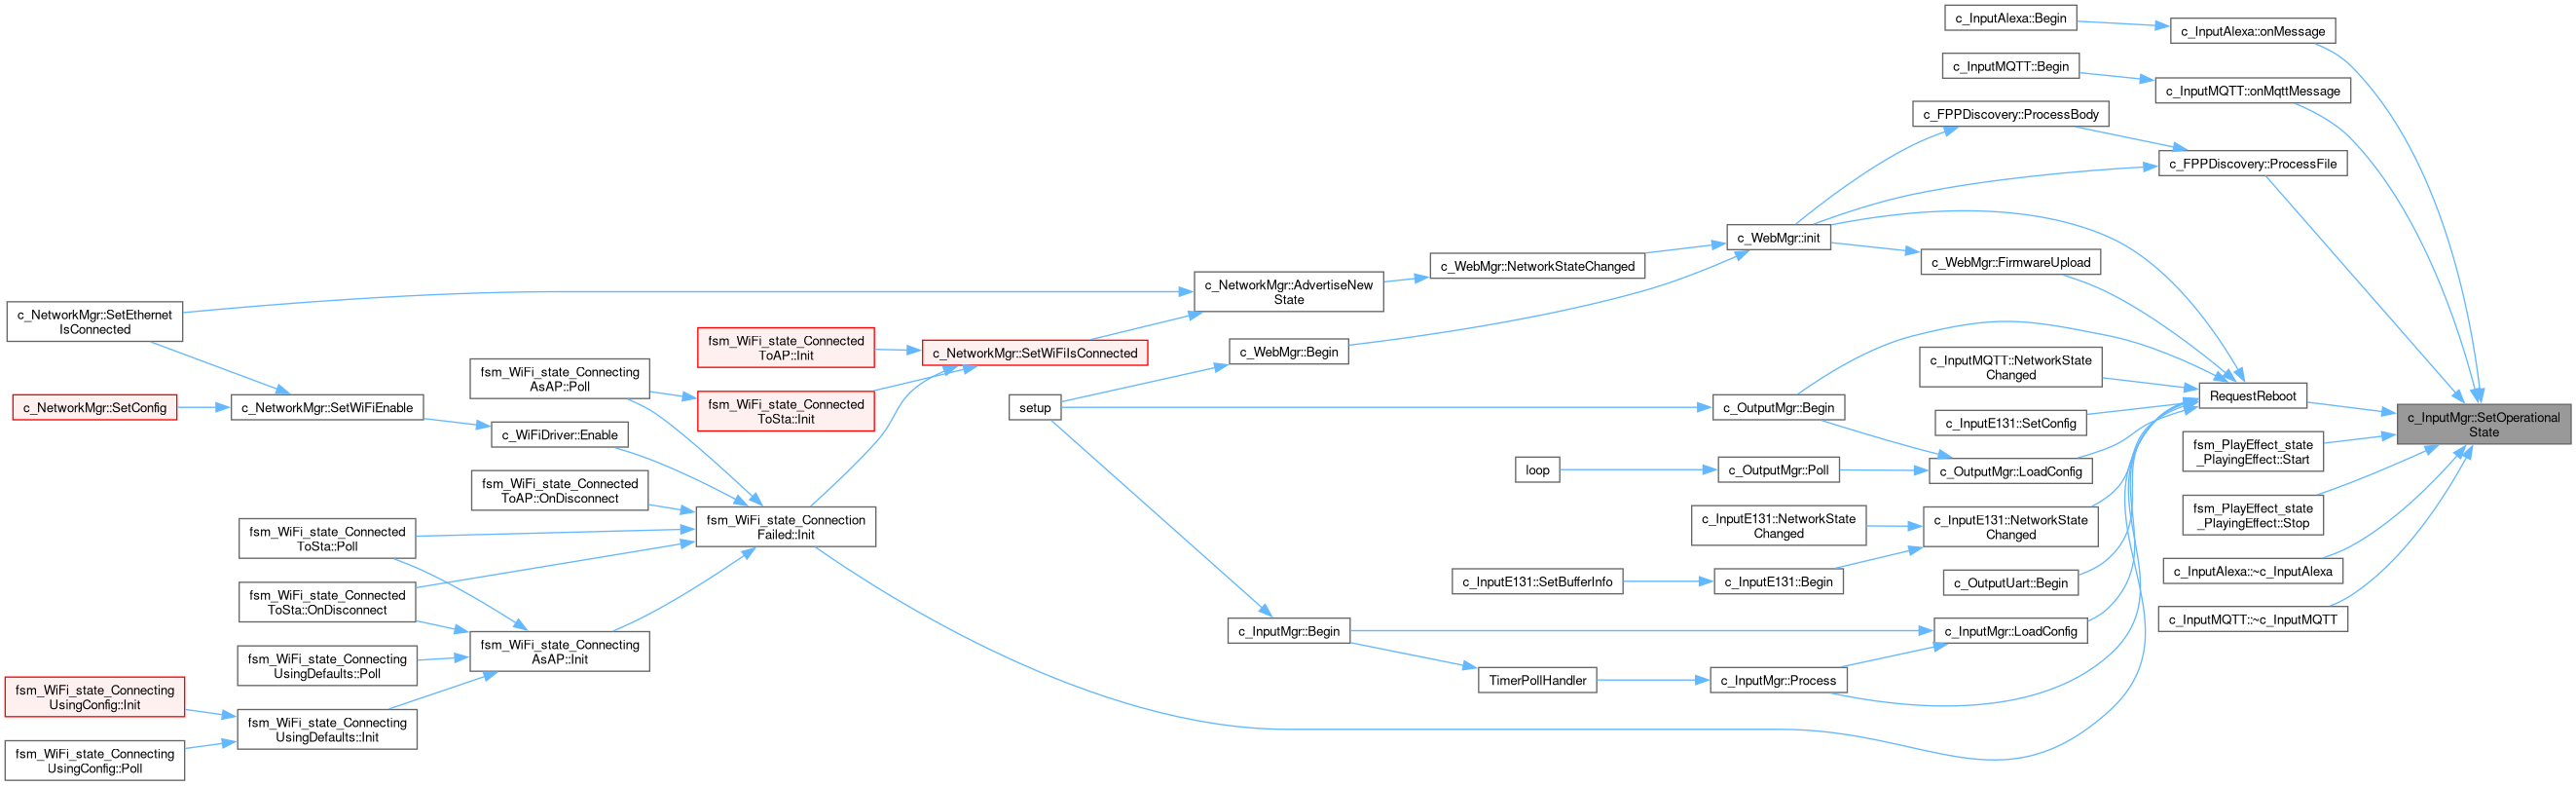 c_InputAlexa::Begin
c_InputAlexa::onMessage
c_InputMQTT::Begin
c_InputMQTT::onMqttMessage
c_FPPDiscovery::ProcessBody
c_FPPDiscovery::ProcessFile
c_WebMgr::init
c_WebMgr::FirmwareUpload
c_WebMgr::NetworkStateChanged
c_NetworkMgr::AdvertiseNew
State
c_NetworkMgr::SetEthernet
IsConnected
fsm_WiFi_state_Connected
ToAP::Init
c_NetworkMgr::SetWiFiIsConnected
c_WebMgr::Begin
c_InputMQTT::NetworkState
Changed
fsm_WiFi_state_Connecting
AsAP::Poll
RequestReboot
c_NetworkMgr::SetConfig
c_NetworkMgr::SetWiFiEnable
fsm_WiFi_state_Connected
ToSta::Init
setup
c_OutputMgr::Begin
c_InputE131::SetConfig
c_InputMgr::SetOperational
State
c_WiFiDriver::Enable
fsm_PlayEffect_state
_PlayingEffect::Start
loop
c_OutputMgr::Poll
c_OutputMgr::LoadConfig
fsm_WiFi_state_Connected
ToAP::OnDisconnect
fsm_PlayEffect_state
_PlayingEffect::Stop
fsm_WiFi_state_Connection
Failed::Init
c_InputE131::NetworkState
Changed
c_InputE131::NetworkState
Changed
fsm_WiFi_state_Connected
ToSta::Poll
c_InputAlexa::~c_InputAlexa
c_InputE131::SetBufferInfo
c_InputE131::Begin
c_OutputUart::Begin
fsm_WiFi_state_Connected
ToSta::OnDisconnect
c_InputMQTT::~c_InputMQTT
c_InputMgr::Begin
c_InputMgr::LoadConfig
fsm_WiFi_state_Connecting
AsAP::Init
fsm_WiFi_state_Connecting
UsingDefaults::Poll
TimerPollHandler
c_InputMgr::Process
fsm_WiFi_state_Connecting
UsingConfig::Init
fsm_WiFi_state_Connecting
UsingDefaults::Init
fsm_WiFi_state_Connecting
UsingConfig::Poll